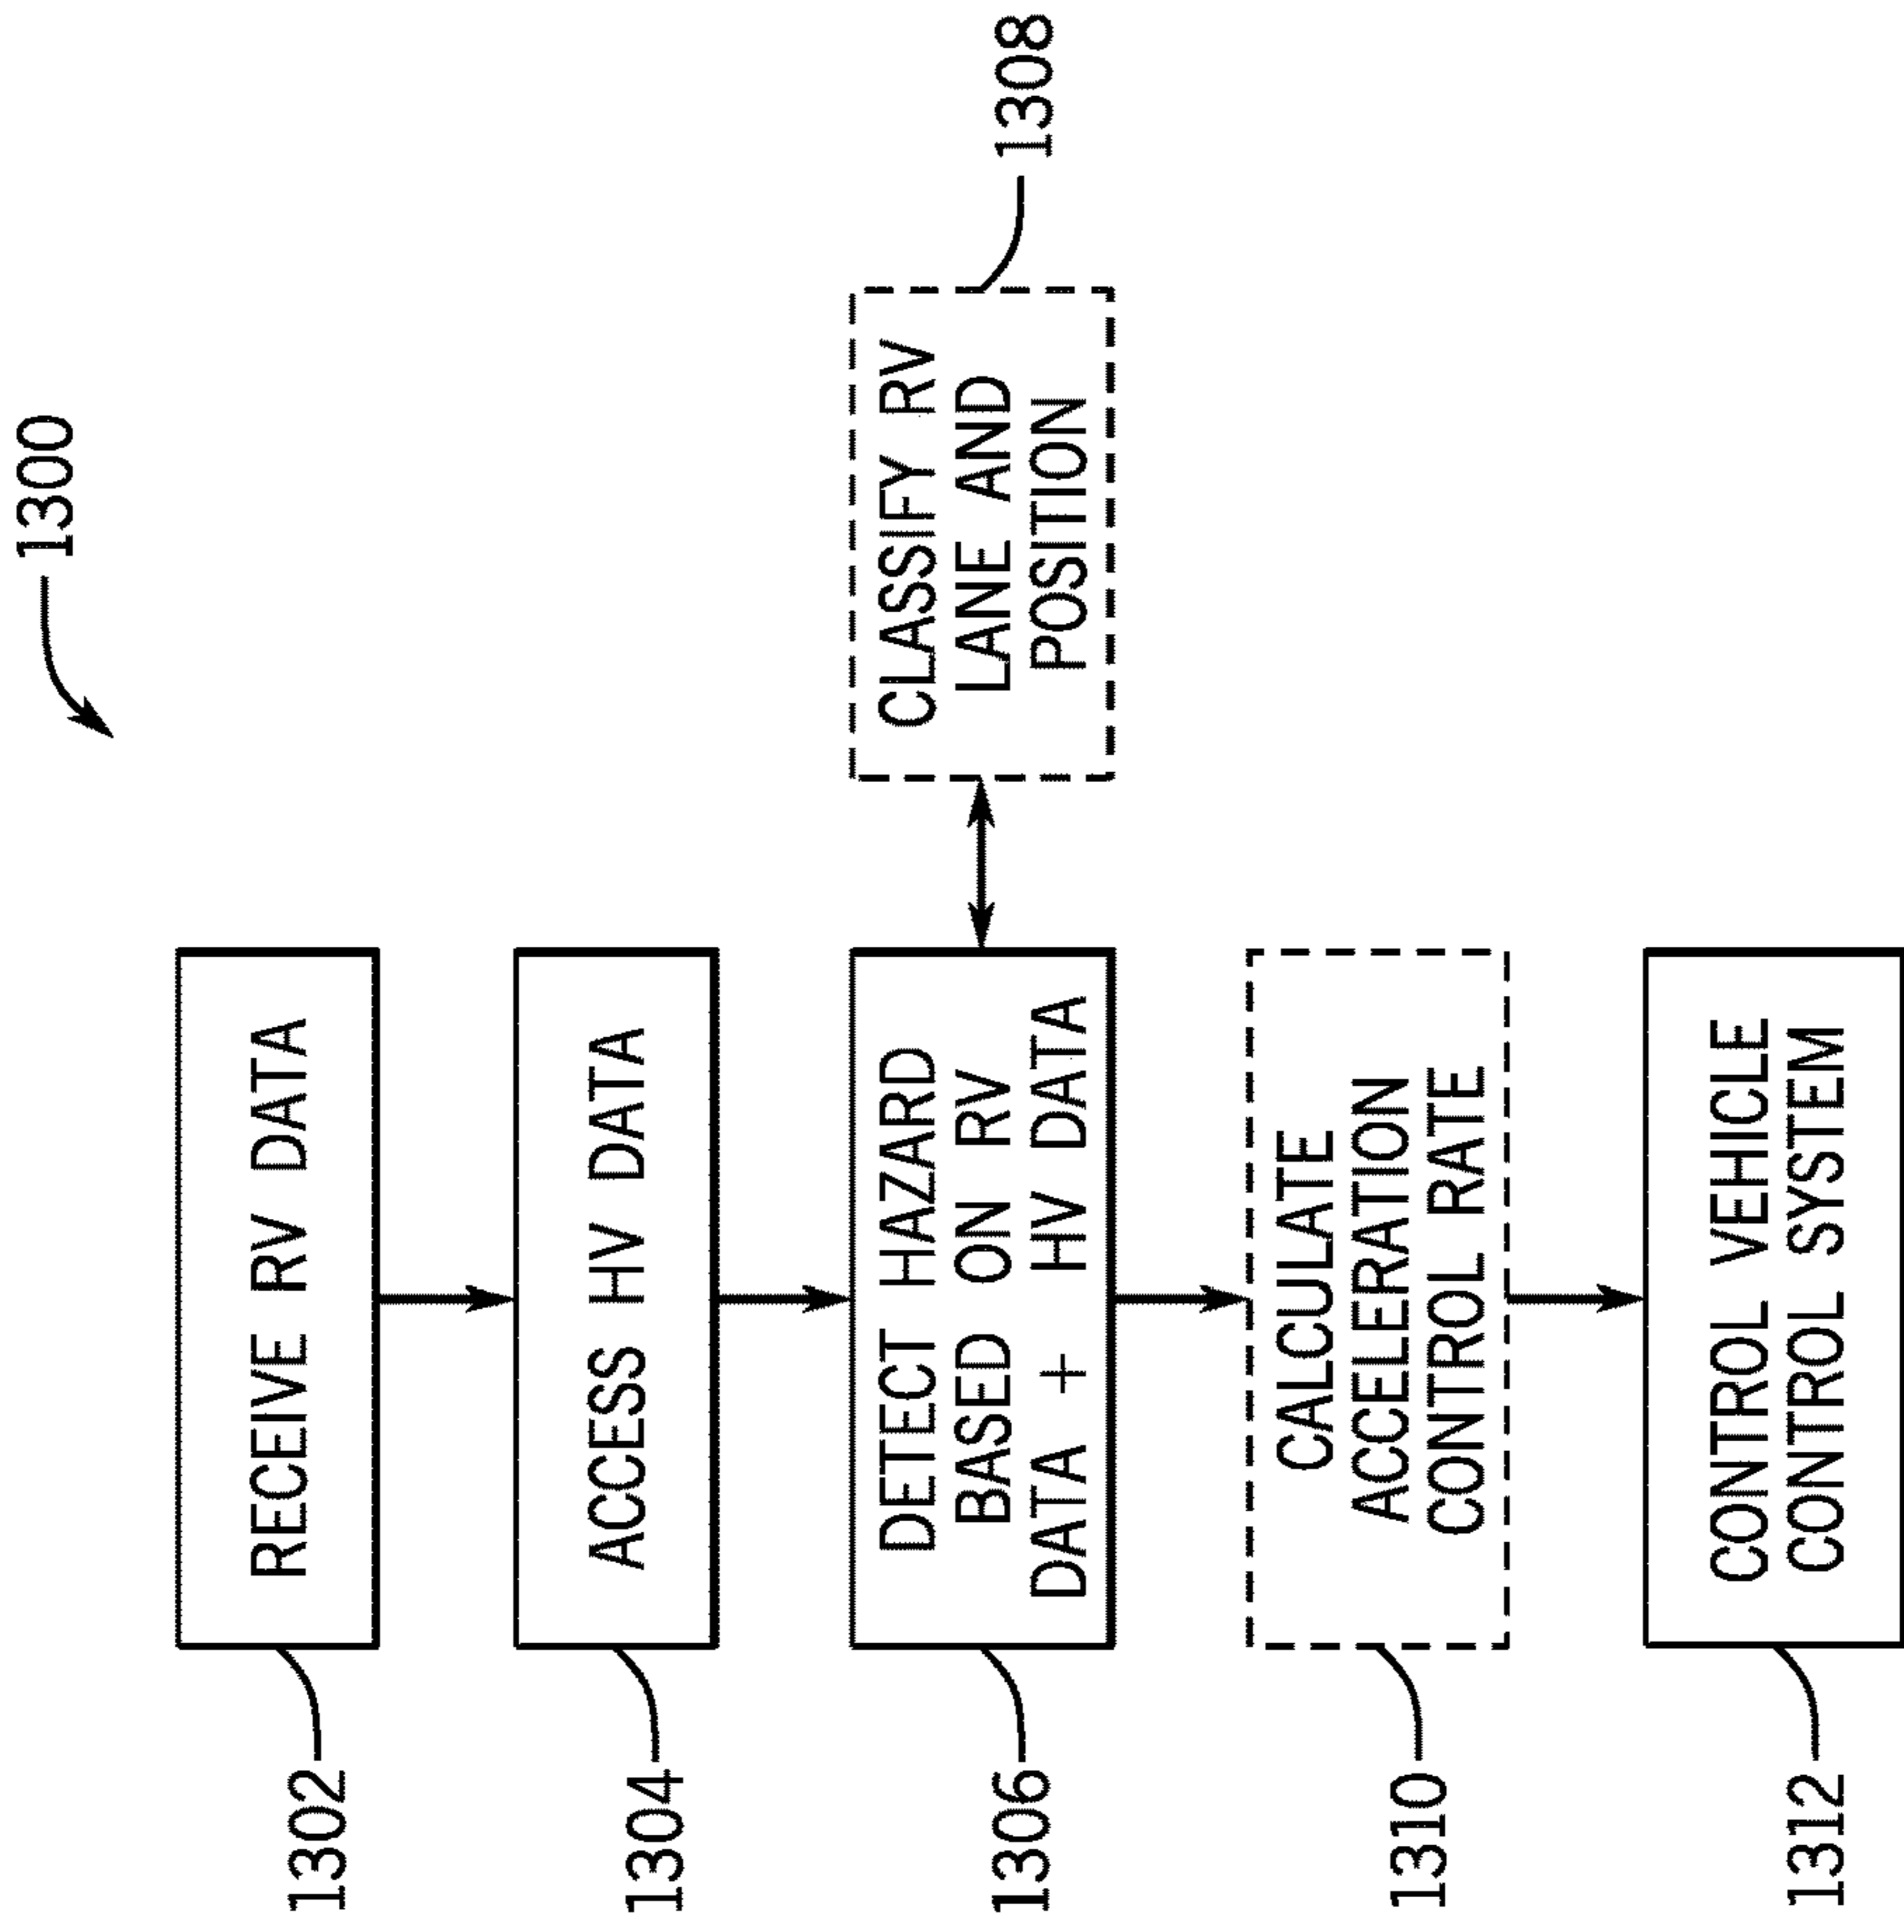 1300
RECEIVE RV DATA
1302
ACCESS HV DATA
1304
DETECT HAZARD
BASED ON RV
DATA + HV DATA
1306
CLASSIFY RV
LANE AND
POSITION
1308
CALCULATE
ACCELERATION
CONTROL RATE
1310
CONTROL VEHICLE
CONTROL SYSTEM
1312